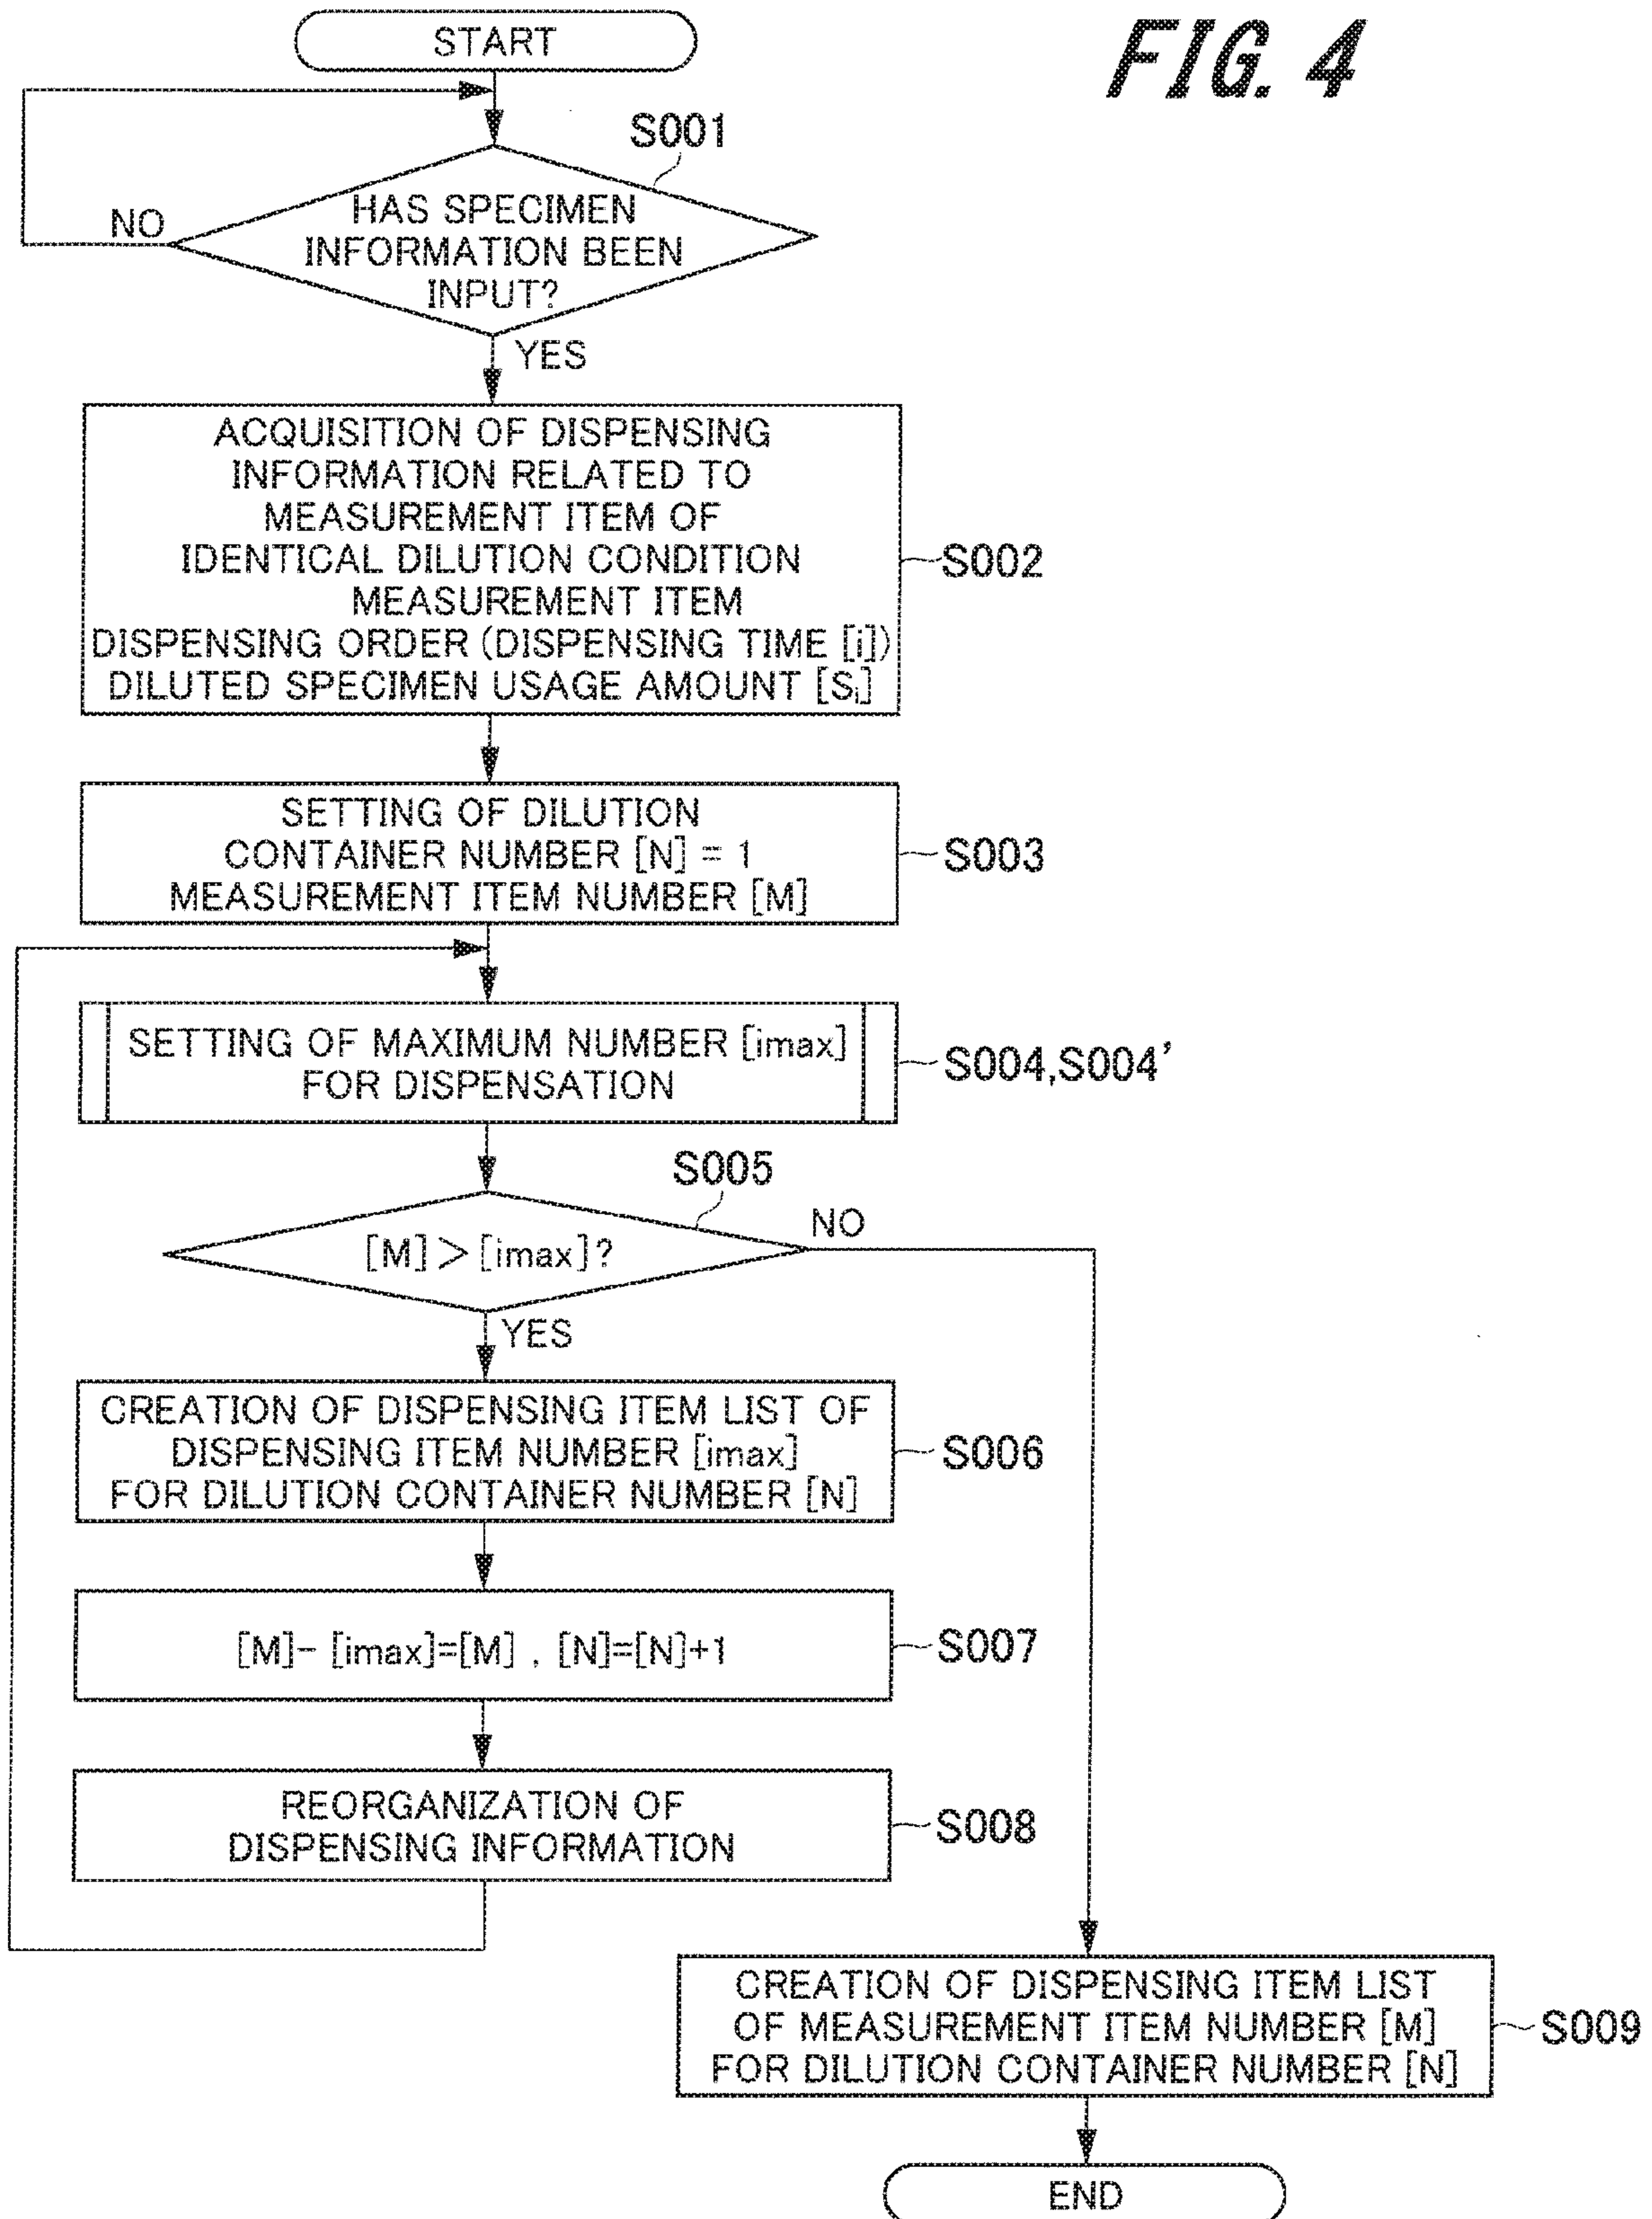 FIG. 4
START
S001
NO
HAS SPECIMEN
INFORMATION BEEN
INPUT?
YES
ACQUISITION OF DISPENSING
INFORMATION RELATED TO
MEASUREMENT ITEM OF
IDENTICAL DILUTION CONDITION
MEASUREMENT ITEM
DISPENSING ORDER (DISPENSING TIME [i])
DILUTED SPECIMEN USAGE AMOUNT [Si]
S002
SETTING OF DILUTION
CONTAINER NUMBER [N] = 1
MEASUREMENT ITEM NUMBER [M]
S003
SETTING OF MAXIMUM NUMBER [imax]
FOR DISPENSATION
S004,S004'
S005
[M] > [imax]?
NO
YES
CREATION OF DISPENSING ITEM LIST OF
DISPENSING ITEM NUMBER [imax]
FOR DILUTION CONTAINER NUMBER [N]
S006
[M]- [imax]=[M] , [N]=[N]+1
S007
REORGANIZATION OF
DISPENSING INFORMATION
S008
CREATION OF DISPENSING ITEM LIST
OF MEASUREMENT ITEM NUMBER [M]
FOR DILUTION CONTAINER NUMBER [N]
S009
END